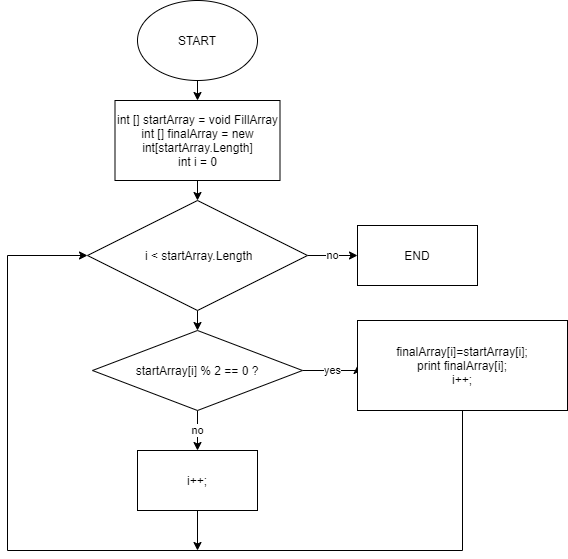 START
int [] startArray = void FillArray
int [] finalArray = new
int[startArray.Length]
int i = 0
i < startArray.Length
no
END
startArray[i] % 2 == 0 ?
yes
finalArray[i]=startArray[i];
print finalArray[i];
i++;
no
i++;